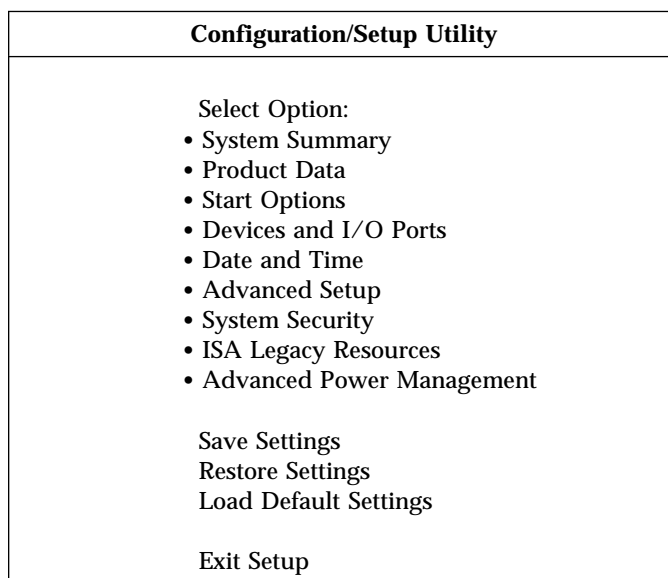 Configuration/Setup Utility
Select Option:
• System Summary
• Product Data
• Start Options
• Devices and I/O Ports
• Date and Time
• Advanced Setup
• System Security
• ISA Legacy Resources
• Advanced Power Management
Save Settings
Restore Settings
Load Default Settings
Exit Setup